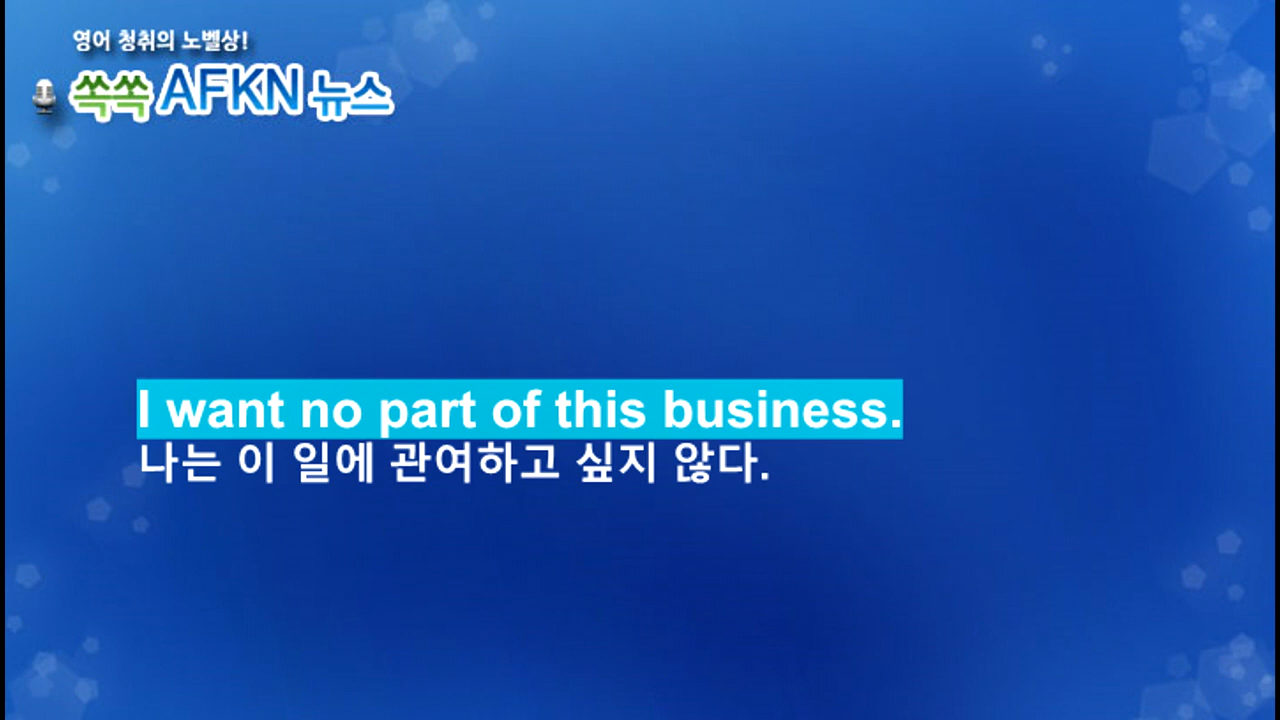 영어 청취의 노벨상!
쏙쏙 AFKN 뉴스
I want no part of this business.
나는 이 일에 관여하고 싶지 않다.